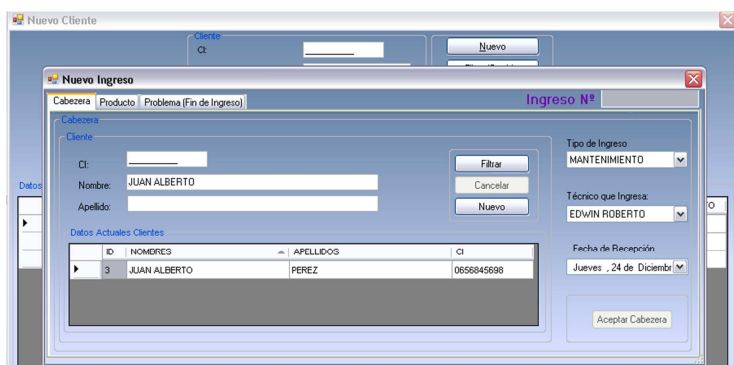 Nuevo Cliente
Cliente
CI:
Nuevo
Nuevo Ingreso
Cabezera Producto Problema (Fin de Ingreso)
Ingreso Nº
Cabezera
Cliente
CI:
Filtrar
Nombre: JUAN ALBERTO
Cancelar
Apellido:
Nuevo
Tipo de Ingreso
MANTENIMIENTO
Técnico que Ingresa:
EDWIN ROBERTO
Fecha de Recepción
Jueves , 24 de Diciembr
Aceptar Cabezera
Datos
Datos Actuales Clientes
ID NOMBRES APELLIDOS CI
3 JUAN ALBERTO PEREZ 0656845698